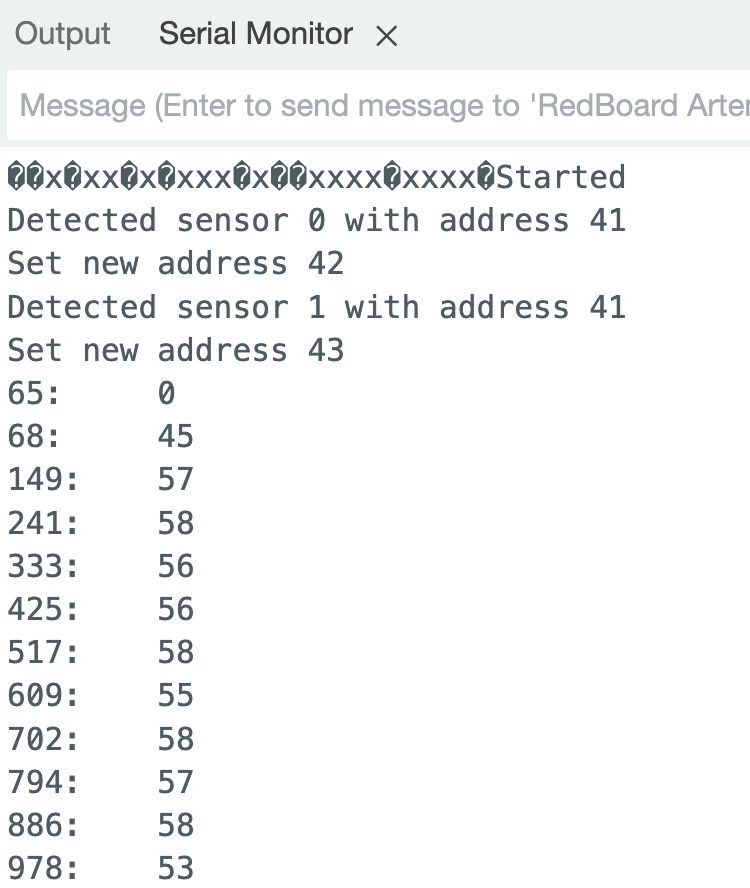 Output Serial Monitor ×
Message (Enter to send message to 'RedBoard Arter
��x�xx�x�xxx�x��xxxx�xxxx�Started
Detected sensor 0 with address 41
Set new address 42
Detected sensor 1 with address 41
Set new address 43
65: 0
68: 45
149: 57
241: 58
333: 56
425: 56
517: 58
609: 55
702: 58
794: 57
886: 58
978: 53